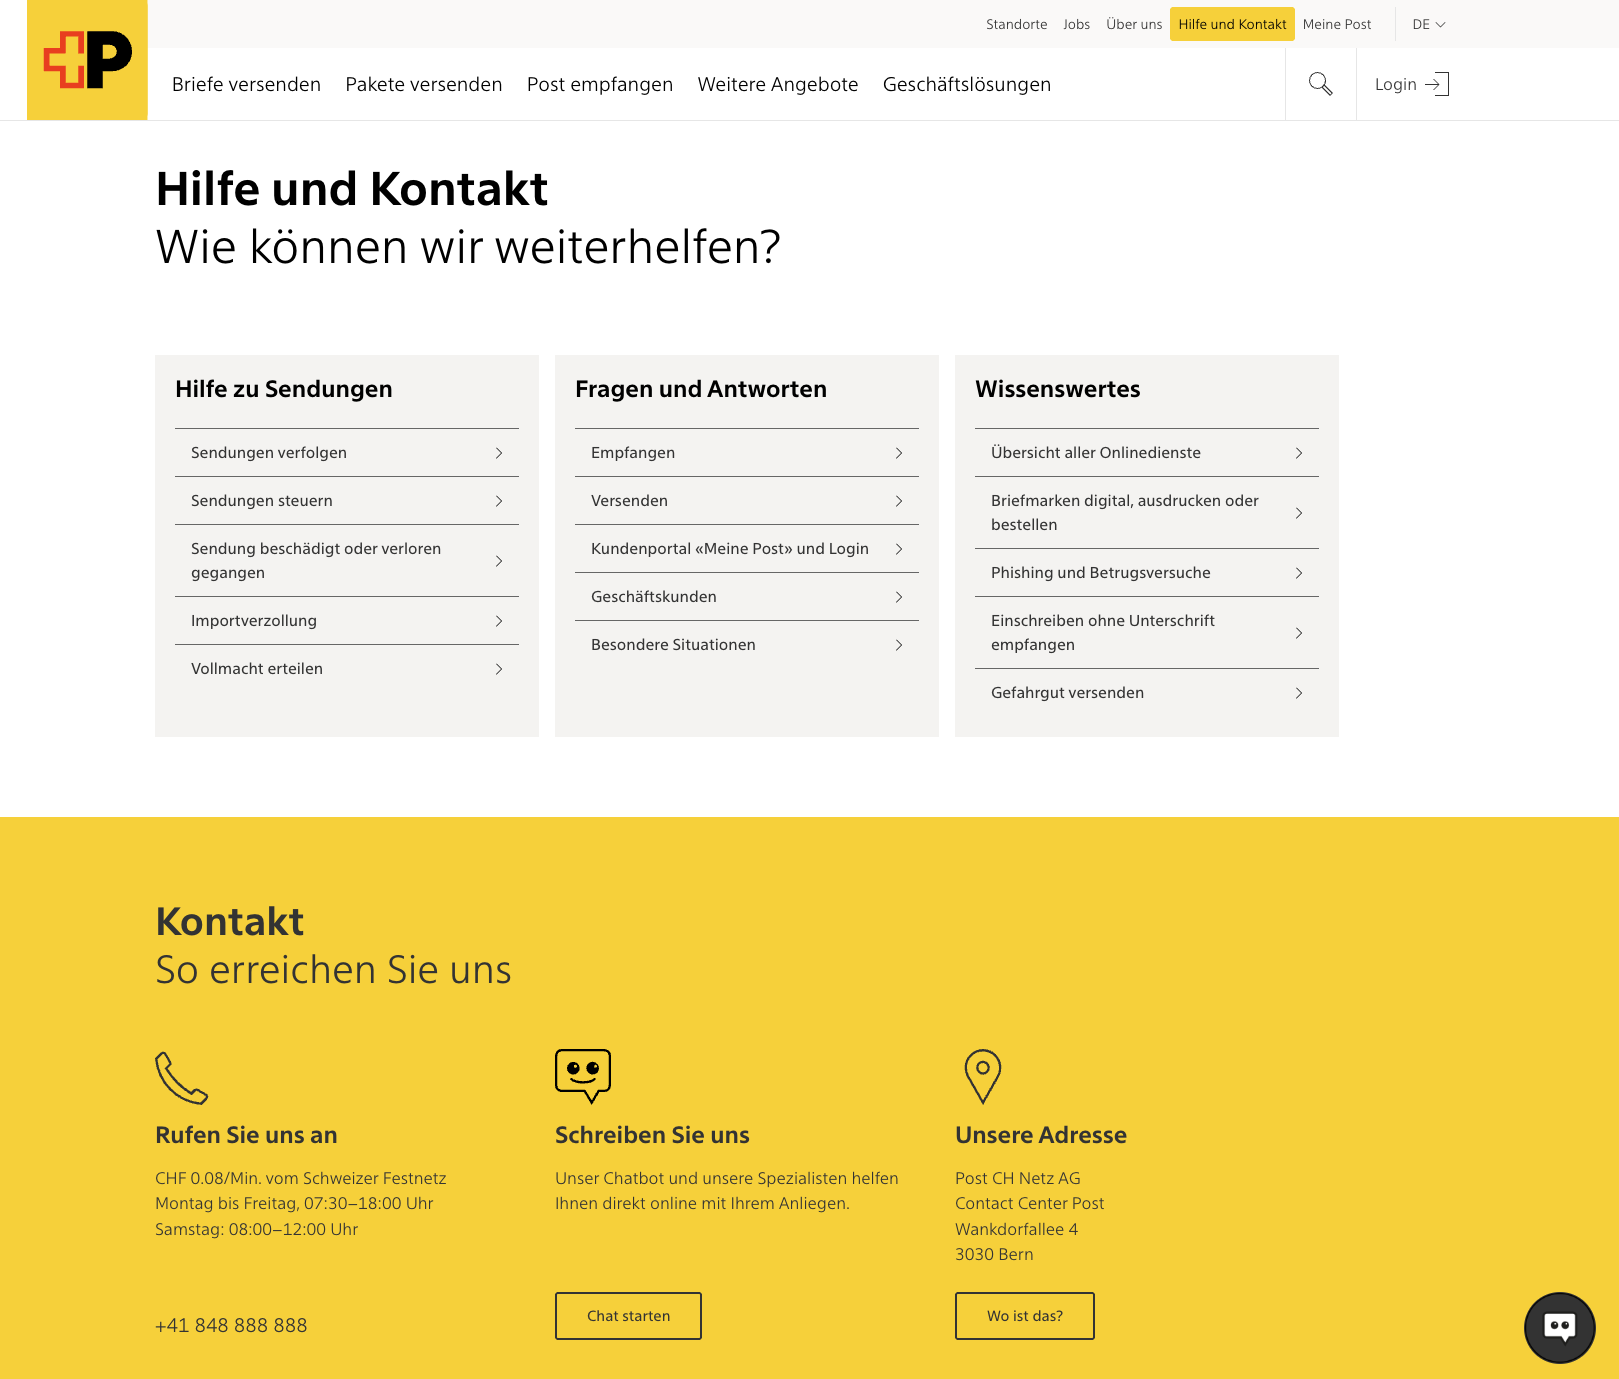 Standorte Jobs Über uns Hilfe und Kontakt Meine Post DE
P
Briefe versenden Pakete versenden Post empfangen Weitere Angebote Geschäftslösungen Login
Hilfe und Kontakt
Wie können wir weiterhelfen?
Hilfe zu Sendungen
Sendungen verfolgen
Sendungen steuern
Sendung beschädigt oder verloren
gegangen
Importverzollung
Vollmacht erteilen
Fragen und Antworten
Empfangen
Versenden
Kundenportal «Meine Post» und Login
Geschäftskunden
Besondere Situationen
Wissenswertes
Übersicht aller Onlinedienste
Briefmarken digital, ausdrucken oder
bestellen
Phishing und Betrugsversuche
Einschreiben ohne Unterschrift
empfangen
Gefahrgut versenden
Kontakt
So erreichen Sie uns
Rufen Sie uns an
CHF 0.08/Min. vom Schweizer Festnetz
Montag bis Freitag, 07:30–18:00 Uhr
Samstag: 08:00–12:00 Uhr
+41 848 888 888
Schreiben Sie uns
Unser Chatbot und unsere Spezialisten helfen
Ihnen direkt online mit Ihrem Anliegen.
Chat starten
Unsere Adresse
Post CH Netz AG
Contact Center Post
Wankdorfallee 4
3030 Bern
Wo ist das?